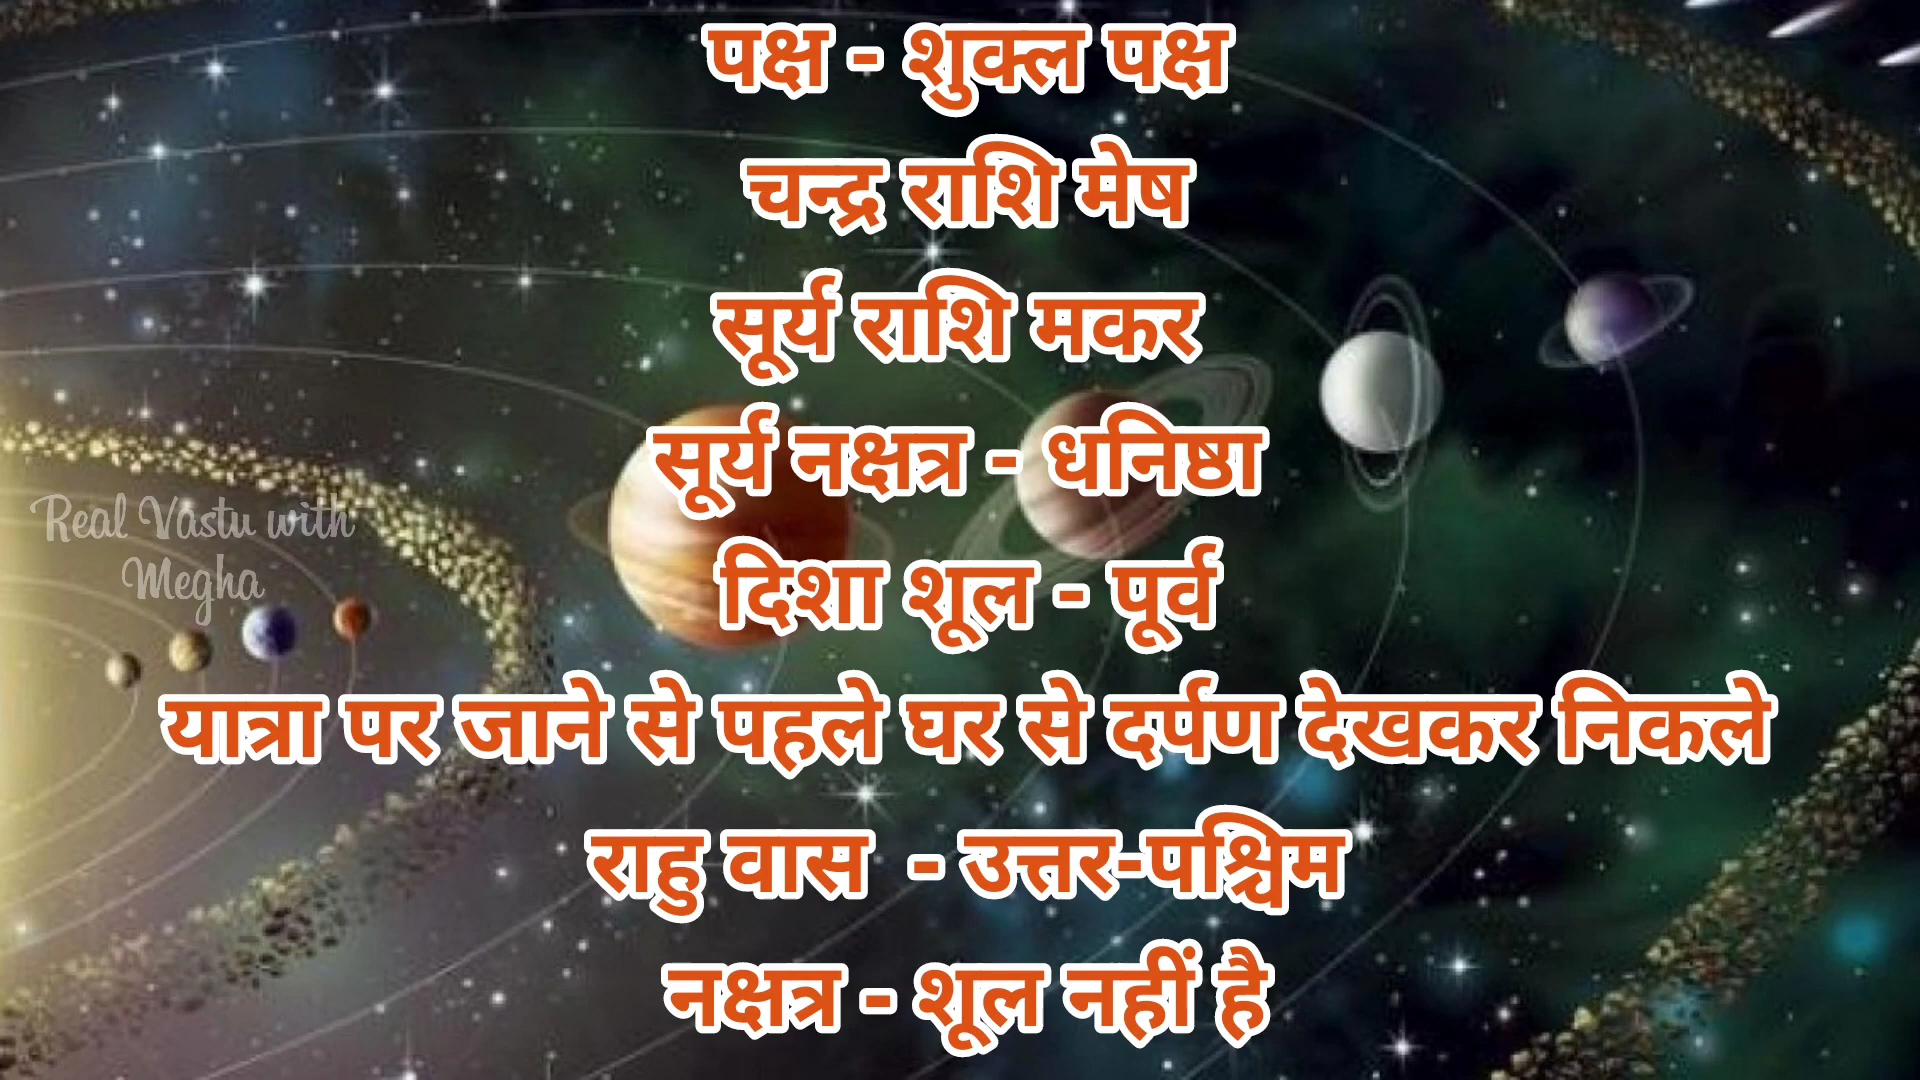 पक्ष - शुक्ल पक्ष
चन्द्र राशि मेष
सूर्य राशि मकर
सूर्य नक्षत्र - धनिष्ठा
Real Vastu with
Megha
दिशा शूल - पूर्व
यात्रा पर जाने से पहले घर से दर्पण देखकर निकले
राहु वास - उत्तर-पश्चिम
नक्षत्र - शूल नहीं है